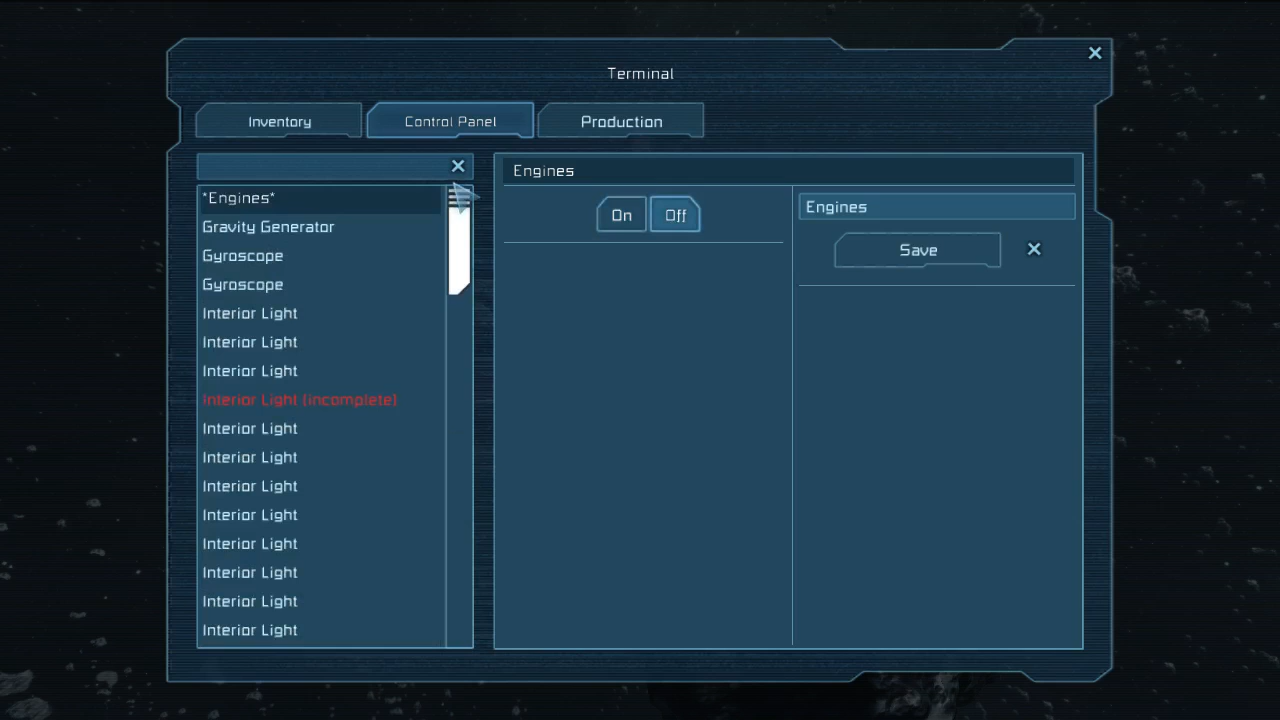 Terminal
Inventory
Control Panel
Production
*Engines*
Gravity Generator
Gyroscope
Gyroscope
Interior Light
Interior Light
Interior Light
Interior Light (incomplete)
Interior Light
Interior Light
Interior Light
Interior Light
Interior Light
Interior Light
Interior Light
Interior Light
Engines
On
Off
Engines
Save